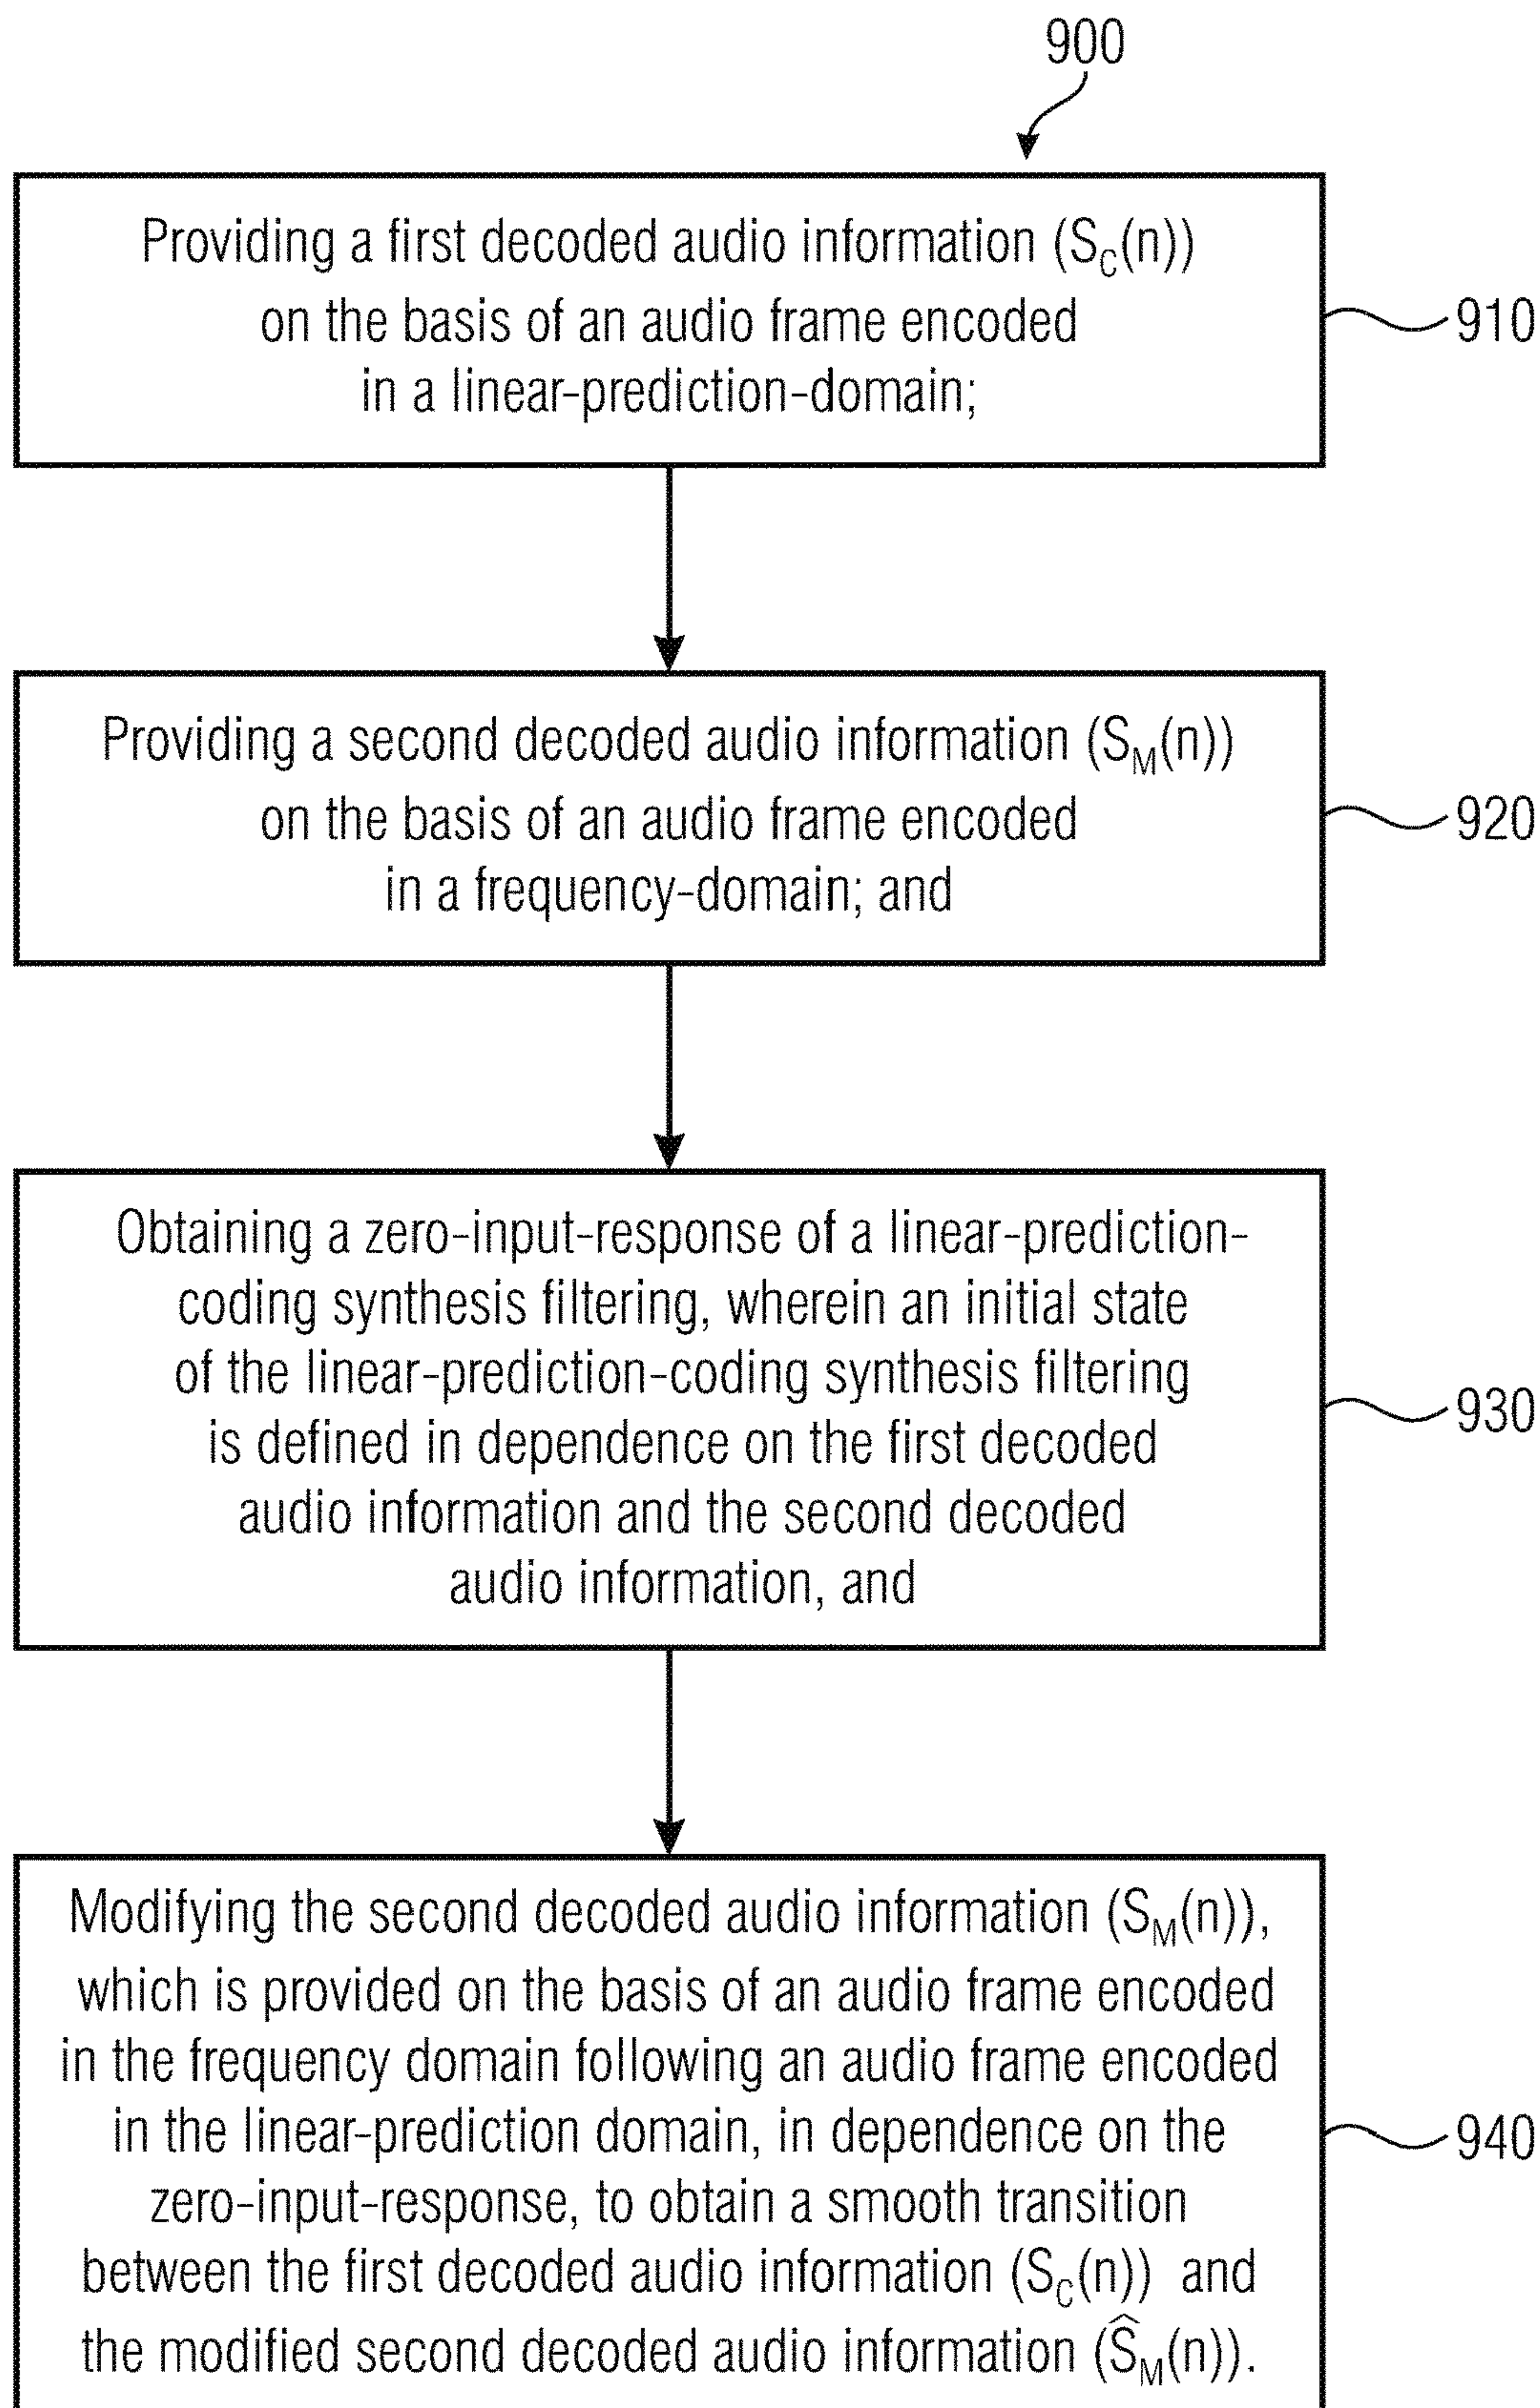 900
Providing a first decoded audio information (S_C(n))
on the basis of an audio frame encoded
in a linear-prediction-domain;
910
Providing a second decoded audio information (S_M(n))
on the basis of an audio frame encoded
in a frequency-domain; and
920
Obtaining a zero-input-response of a linear-prediction-
coding synthesis filtering, wherein an initial state
of the linear-prediction-coding synthesis filtering
is defined in dependence on the first decoded
audio information and the second decoded
audio information, and
930
Modifying the second decoded audio information (S_M(n)),
which is provided on the basis of an audio frame encoded
in the frequency domain following an audio frame encoded
in the linear-prediction domain, in dependence on the
zero-input-response, to obtain a smooth transition
between the first decoded audio information (S_C(n)) and
the modified second decoded audio information (Ŝ_M(n)).
940